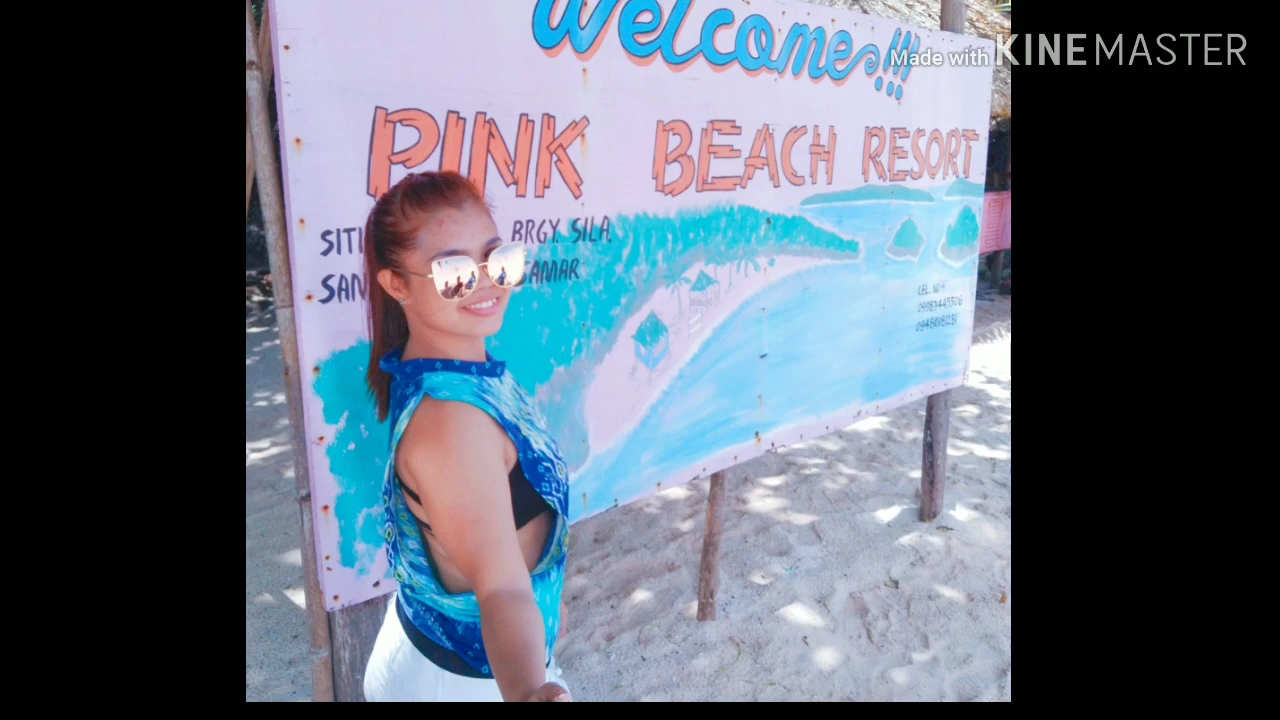 Welcome!!!
Made with KINEMASTER
PINK BEACH RESORT
SITI BRGY. SILA,
SAN SAMAR
CEL. NO.